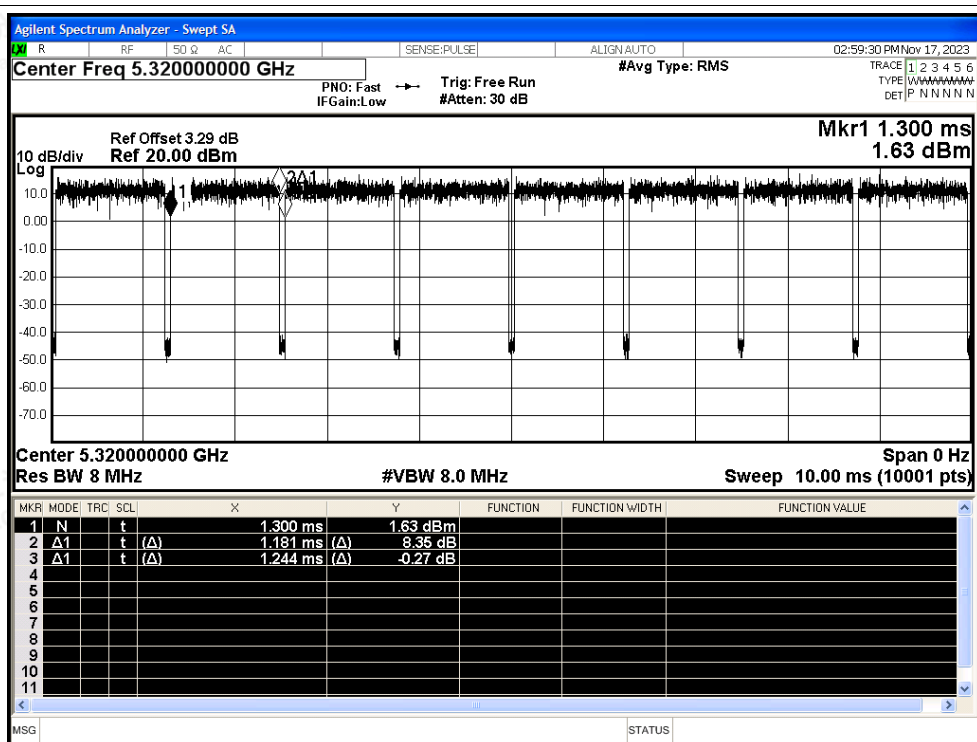 Agilent Spectrum Analyzer - Swept SA
LXI R RF 50 Ω AC SENSE:PULSE ALIGN AUTO 02:59:30 PM Nov 17, 2023
Center Freq 5.320000000 GHz #Avg Type: RMS TRACE 1 2 3 4 5 6
PNO: Fast Trig: Free Run TYPE WWWWWW
IFGain:Low #Atten: 30 dB DET P N N N N N
Mkr1 1.300 ms
Ref Offset 3.29 dB
10 dB/div Ref 20.00 dBm 1.63 dBm
Log
10.0
0.00
-10.0
-20.0
-30.0
-40.0
-50.0
-60.0
-70.0
1
Center 5.320000000 GHz Span 0 Hz
Res BW 8 MHz #VBW 8.0 MHz Sweep 10.00 ms (10001 pts)
MKR MODE TRC SCL X Y FUNCTION FUNCTION WIDTH FUNCTION VALUE
1 N t 1.300 ms 1.63 dBm
2 Δ1 t (Δ) 1.181 ms (Δ) 8.35 dB
3 Δ1 t (Δ) 1.244 ms (Δ) -0.27 dB
4
5
6
7
8
9
10
11
MSG STATUS